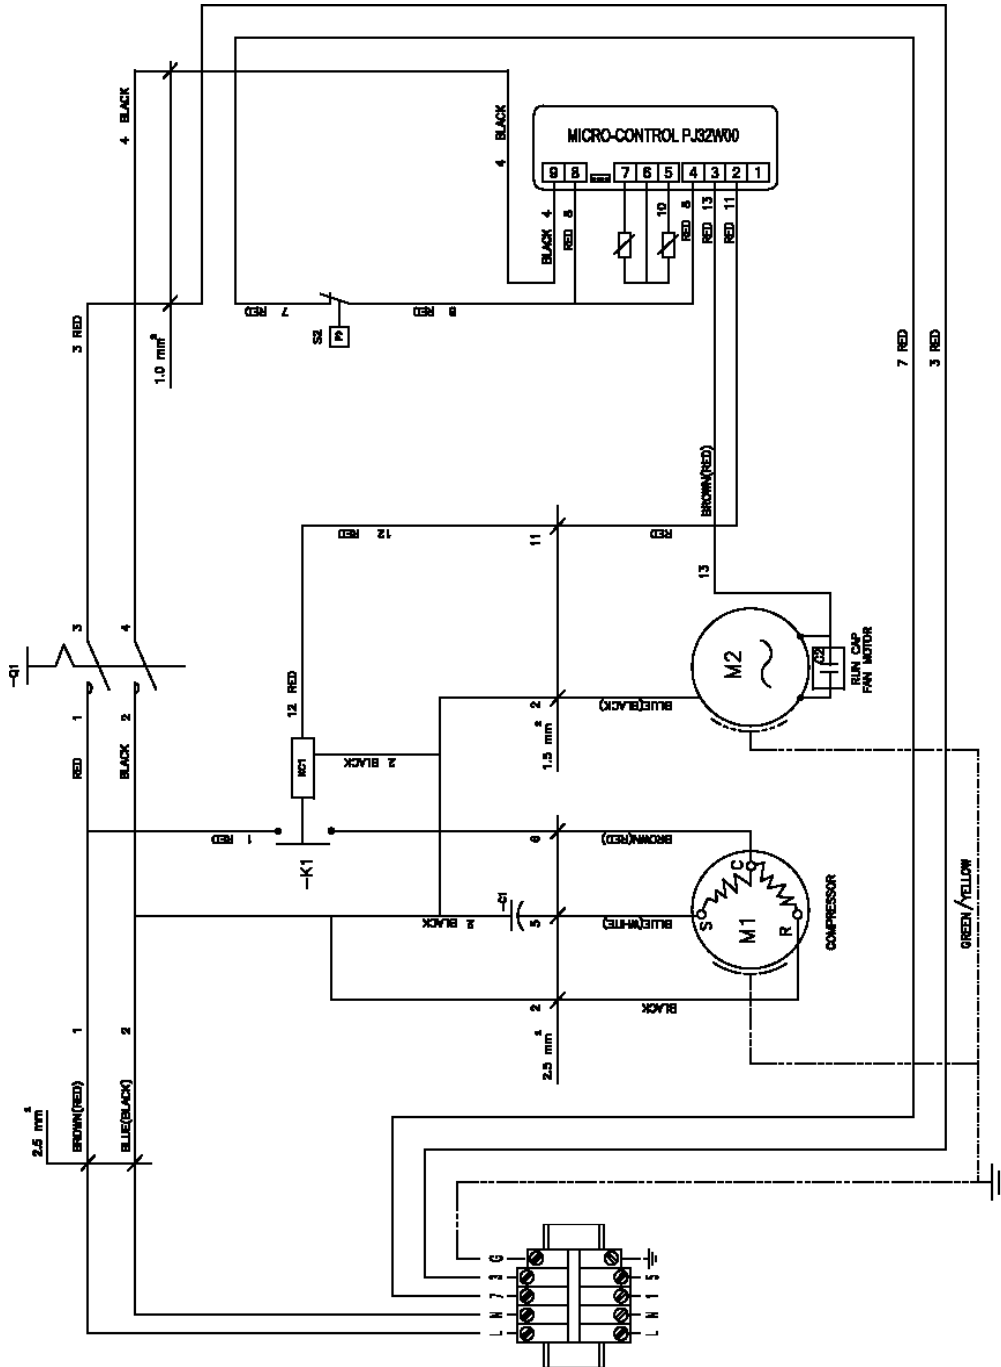 4 BLACK
4 BLACK
MICRO-CONTROL PJ32W00
9 8 7 6 5 4 3 2 1
BLACK 4
RED 8
10
RED 8
RED 13
RED 11
3 RED
1.0 mm²
RED 7
S2
P>
RED 8
7 RED
3 RED
BROWN(RED)
RED 12
11
RED
13
-Q1
3
4
1
2
RED
BLACK
12 RED
KC1
2 BLACK
2
BLUE(BLACK)
1.5 mm²
M2
C2
RUN CAP
FAN MOTOR
1 RED
-K1
6
BROWN(RED)
2 BLACK
C1
5
BLUE(WHITE)
S
C
R
M1
COMPRESSOR
GREEN/YELLOW
2
BLACK
2.5 mm²
1
2
2.5 mm²
BROWN(RED)
BLUE(BLACK)
L N 7 3 G
L N 1 5